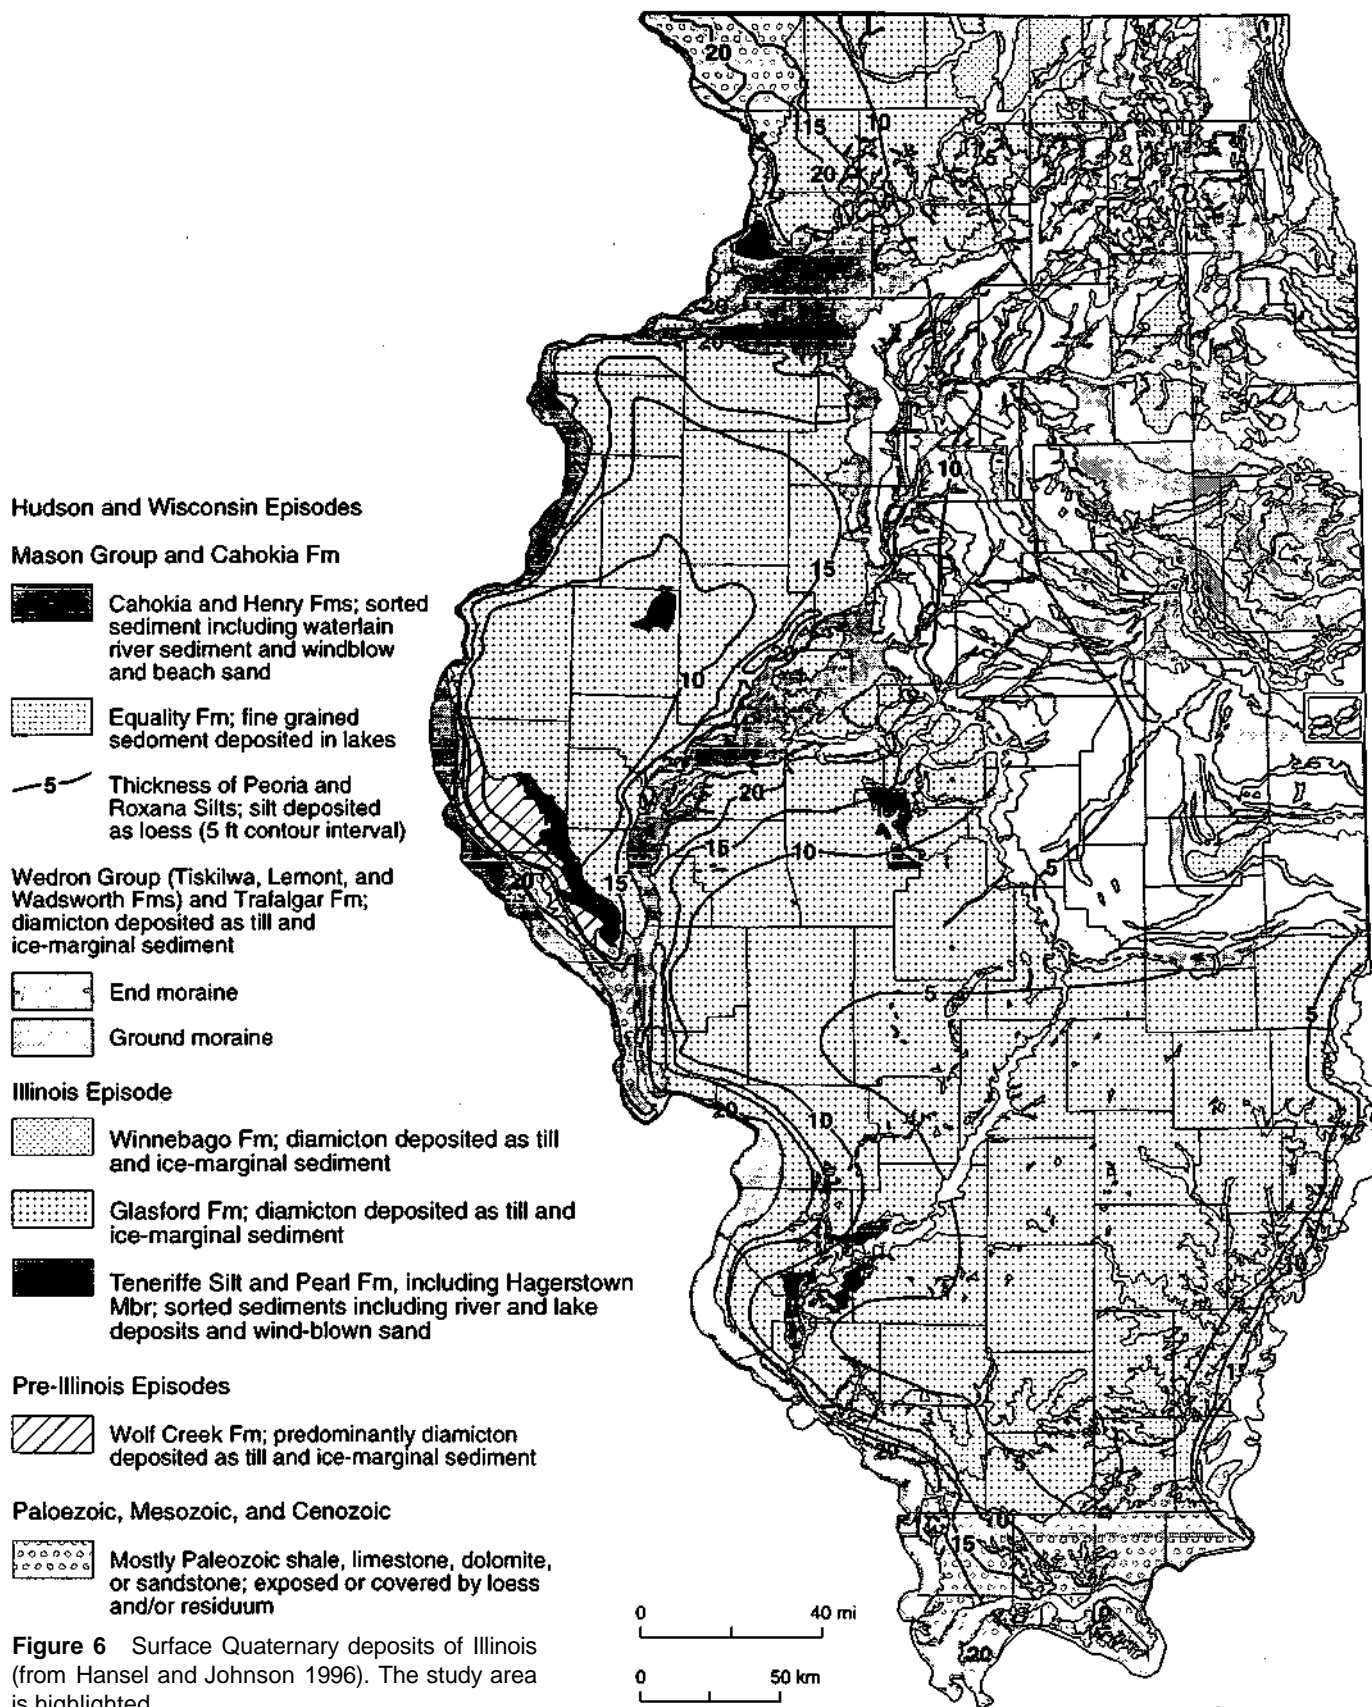 Hudson and Wisconsin Episodes
Mason Group and Cahokia Fm
Cahokia and Henry Fms; sorted
sediment including waterlain
river sediment and windblow
and beach sand
Equality Fm; fine grained
sedoment deposited in lakes
5
Thickness of Peoria and
Roxana Silts; silt deposited
as loess (5 ft contour interval)
Wedron Group (Tiskilwa, Lemont, and
Wadsworth Fms) and Trafalgar Fm;
diamicton deposited as till and
ice-marginal sediment
End moraine
Ground moraine
Illinois Episode
Winnebago Fm; diamicton deposited as till
and ice-marginal sediment
Glasford Fm; diamicton deposited as till and
ice-marginal sediment
Teneriffe Silt and Pearl Fm, including Hagerstown
Mbr; sorted sediments including river and lake
deposits and wind-blown sand
Pre-Illinois Episodes
Wolf Creek Fm; predominantly diamicton
deposited as till and ice-marginal sediment
Paloezoic, Mesozoic, and Cenozoic
Mostly Paleozoic shale, limestone, dolomite,
or sandstone; exposed or covered by loess
and/or residuum
Figure 6 Surface Quaternary deposits of Illinois
(from Hansel and Johnson 1996). The study area
is highlighted
20
15
10
5
20
20
20
10
15
20
10
20
20
15
10
5
20
15
5
5
20
10
10
15
20
5
10
15
10
20
0 40 mi
0 50 km